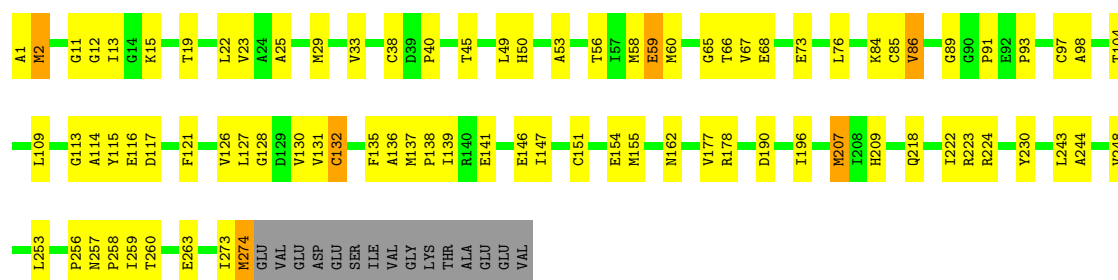 A1 M2 G11 G12 I13 G14 K15 T19 L22 V23 A24 A25 M29 V33 C38 D39 P40 T45 L49 H50 A53 T56 I57 M58 E59 M60 G65 T66 V67 E68 E73 L76 K84 C85 V86 G89 G90 P91 E92 P93 C97 A98 T104
L109 G113 A114 Y115 E116 D117 F121 V126 L127 G128 D129 V130 V131 C132 F135 A136 M137 P138 I139 R140 E141 E146 I147 C151 E154 M155 N162 V177 R178 D190 I196 M207 I208 H209 Q218 I222 R223 R224 Y230 L243 A244
L253 P256 N257 P258 I259 T260 E263 I273 M274 GLU VAL GLU ASP GLU SER ILE VAL GLY LYS THR ALA GLU GLU VAL